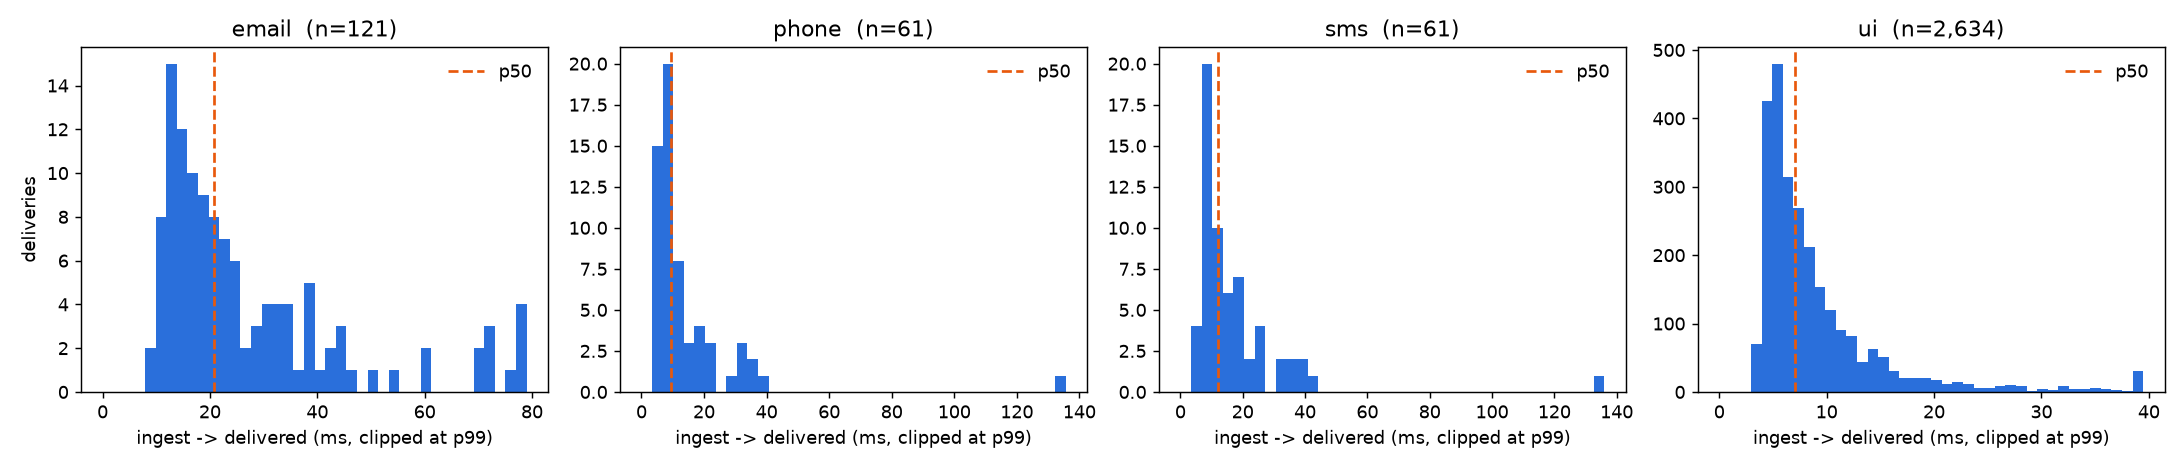 email  (n=121)
deliveries
14
12
10
8
6
4
2
0
p50
0 20 40 60 80
ingest -> delivered (ms, clipped at p99)
phone  (n=61)
20.0
17.5
15.0
12.5
10.0
7.5
5.0
2.5
0.0
p50
0 20 40 60 80 100 120 140
ingest -> delivered (ms, clipped at p99)
sms  (n=61)
20.0
17.5
15.0
12.5
10.0
7.5
5.0
2.5
0.0
p50
0 20 40 60 80 100 120 140
ingest -> delivered (ms, clipped at p99)
ui  (n=2,634)
500
400
300
200
100
0
p50
0 10 20 30 40
ingest -> delivered (ms, clipped at p99)